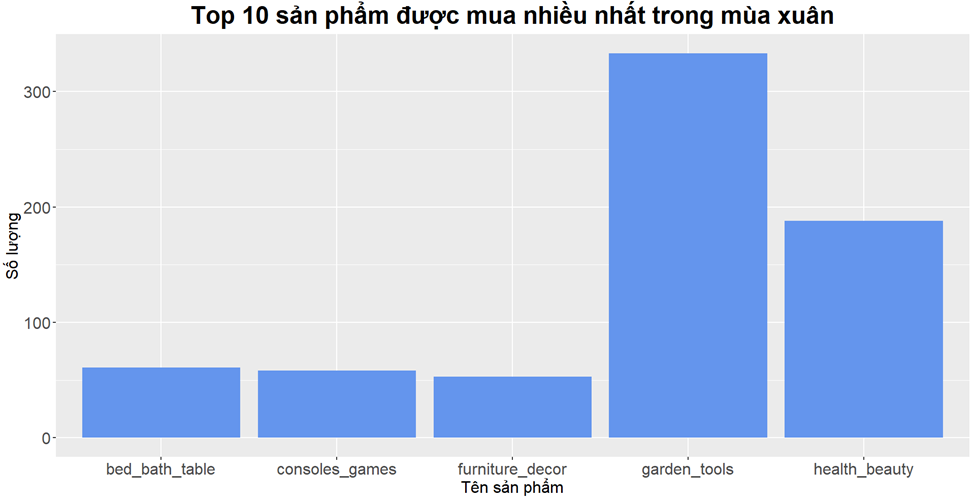 Top 10 sản phẩm được mua nhiều nhất trong mùa xuân
300
200
100
0
Số lượng
bed_bath_table consoles_games furniture_decor garden_tools health_beauty
Tên sản phẩm